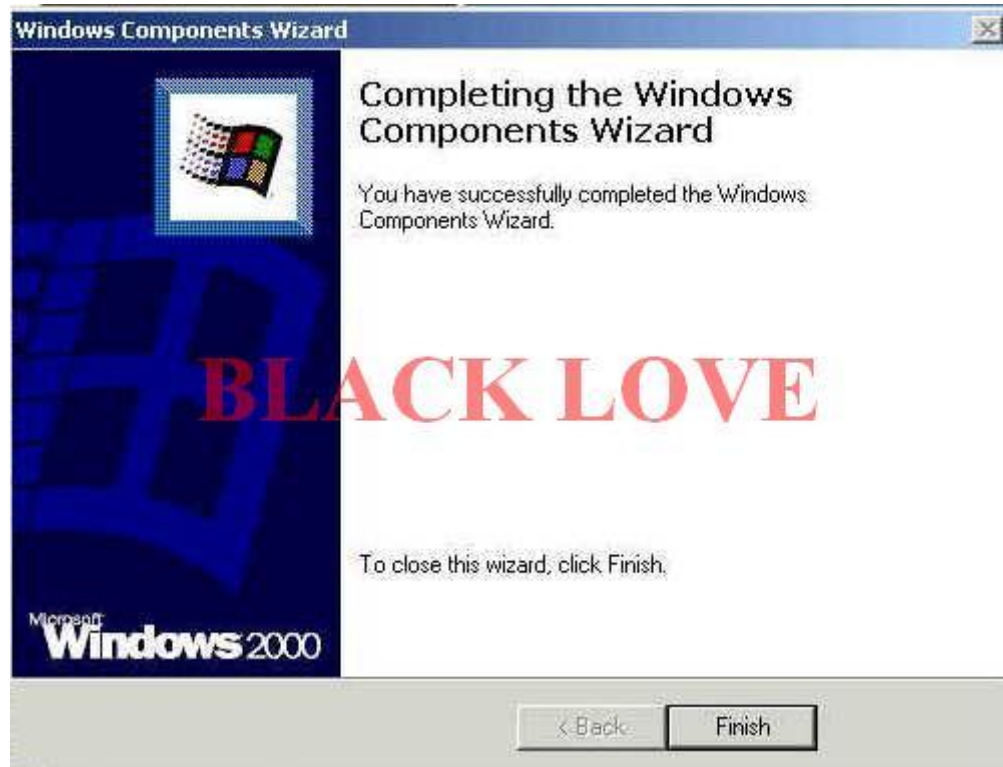 Windows Components Wizard
Completing the Windows
Components Wizard
You have successfully completed the Windows
Components Wizard.
BLACK LOVE
To close this wizard, click Finish.
Microsoft
Windows 2000
< Back
Finish